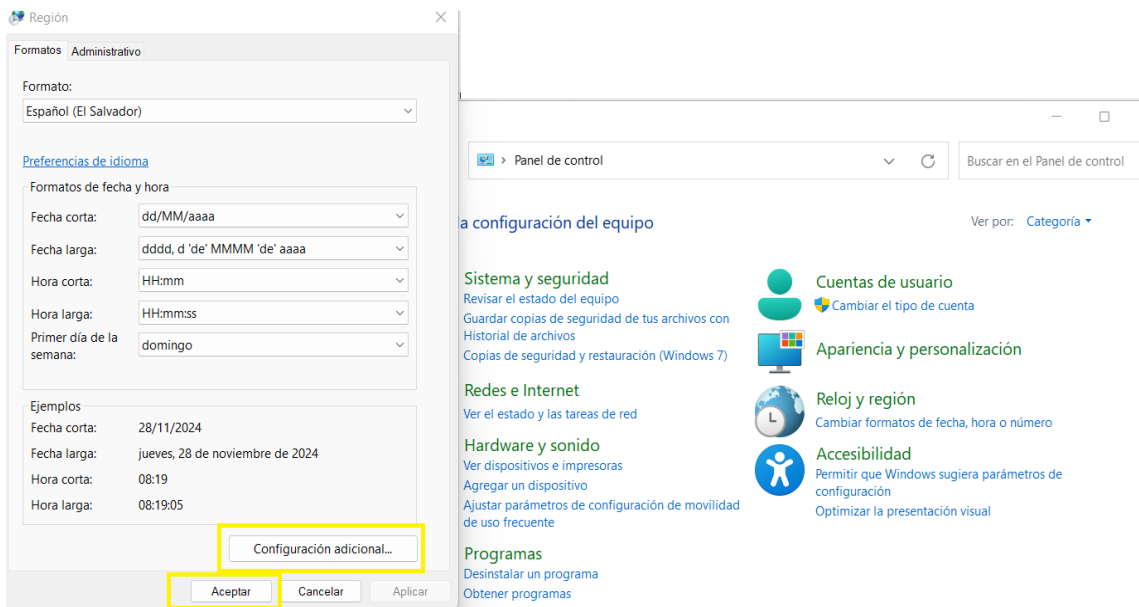 Región
Formatos Administrativo
Formato:
Español (El Salvador)
Preferencias de idioma
Formatos de fecha y hora
Fecha corta: dd/MM/aaaa
Fecha larga: dddd, d 'de' MMMM 'de' aaaa
Hora corta: HH:mm
Hora larga: HH:mm:ss
Primer día de la
semana: domingo
Ejemplos
Fecha corta: 28/11/2024
Fecha larga: jueves, 28 de noviembre de 2024
Hora corta: 08:19
Hora larga: 08:19:05
Configuración adicional...
Aceptar Cancelar Aplicar
Panel de control
Buscar en el Panel de control
la configuración del equipo
Ver por: Categoría
Sistema y seguridad
Revisar el estado del equipo
Guardar copias de seguridad de tus archivos con
Historial de archivos
Copias de seguridad y restauración (Windows 7)
Redes e Internet
Ver el estado y las tareas de red
Hardware y sonido
Ver dispositivos e impresoras
Agregar un dispositivo
Ajustar parámetros de configuración de movilidad
de uso frecuente
Programas
Desinstalar un programa
Obtener programas
Cuentas de usuario
Cambiar el tipo de cuenta
Apariencia y personalización
Reloj y región
Cambiar formatos de fecha, hora o número
Accesibilidad
Permitir que Windows sugiera parámetros de
configuración
Optimizar la presentación visual